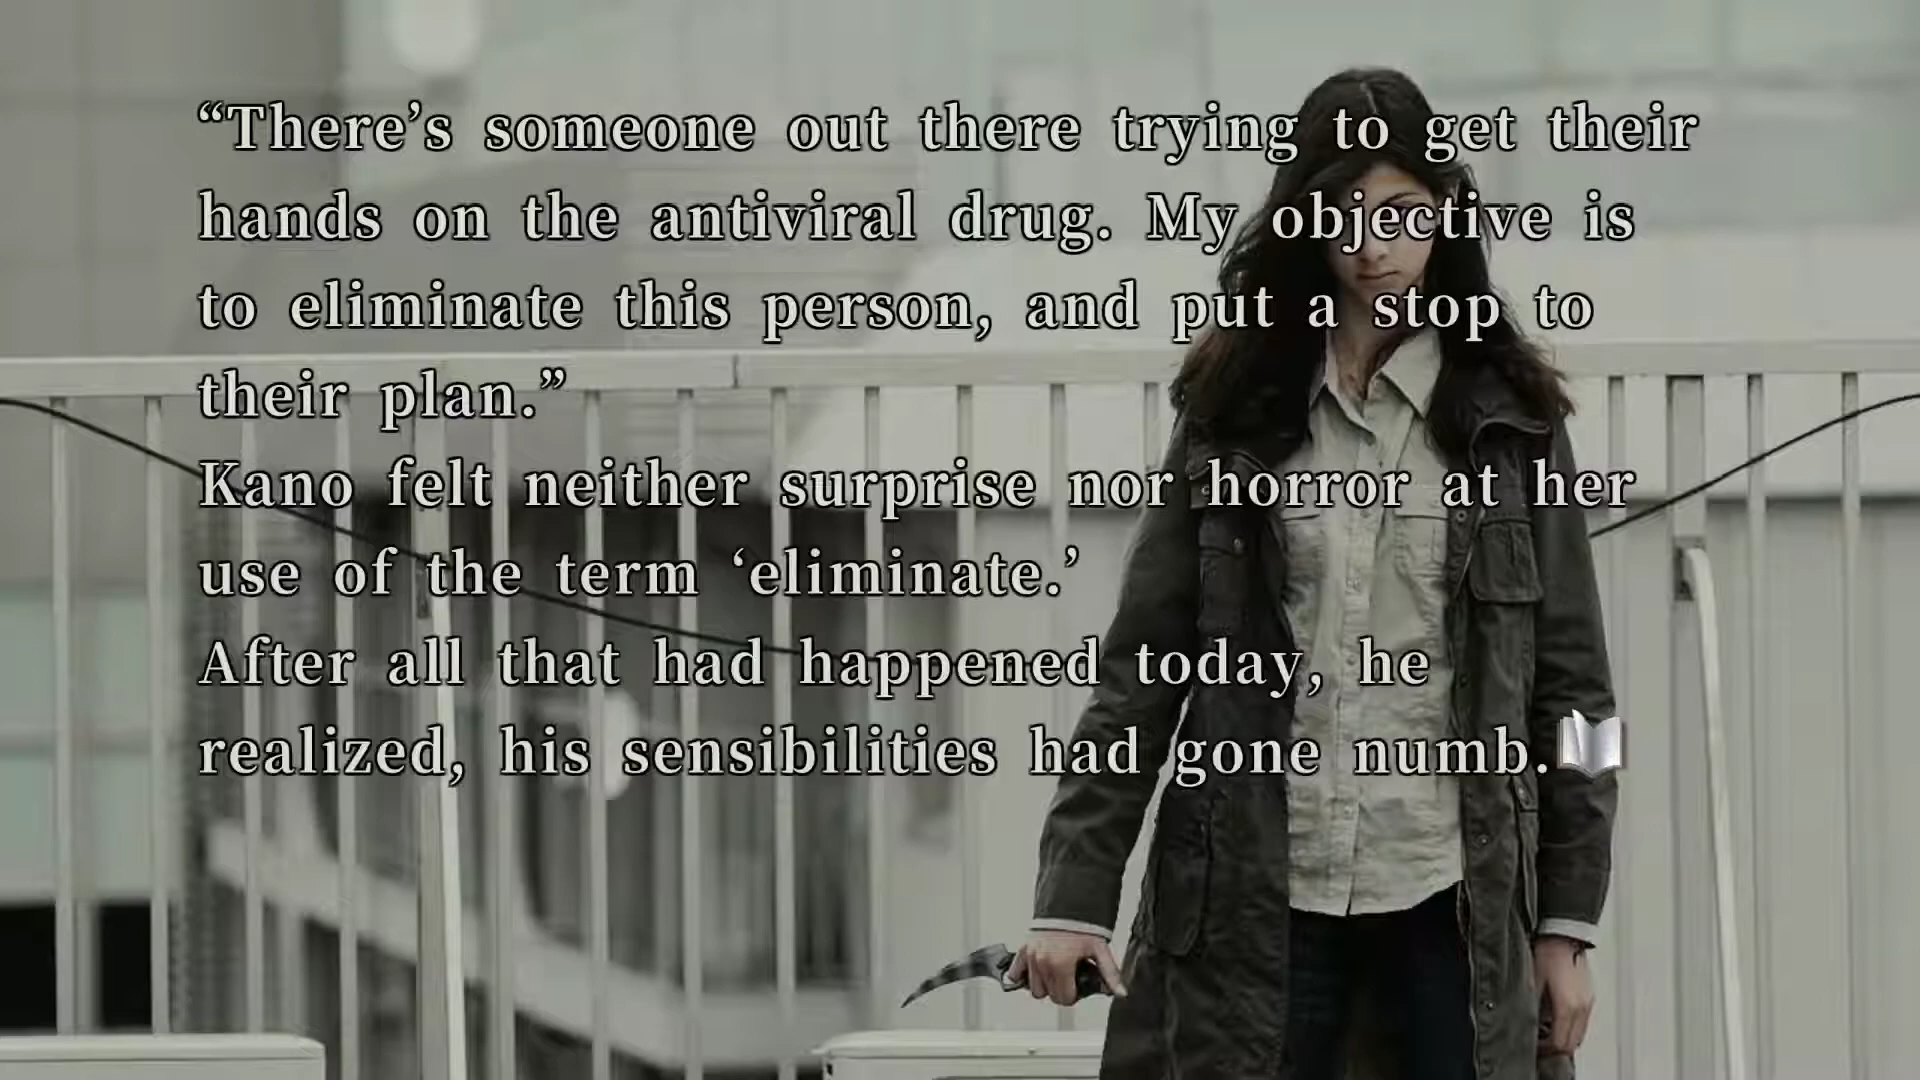 “There’s someone out there trying to get their
hands on the antiviral drug. My objective is
to eliminate this person, and put a stop to
their plan.”
Kano felt neither surprise nor horror at her
use of the term ‘eliminate.’
After all that had happened today, he
realized, his sensibilities had gone numb.